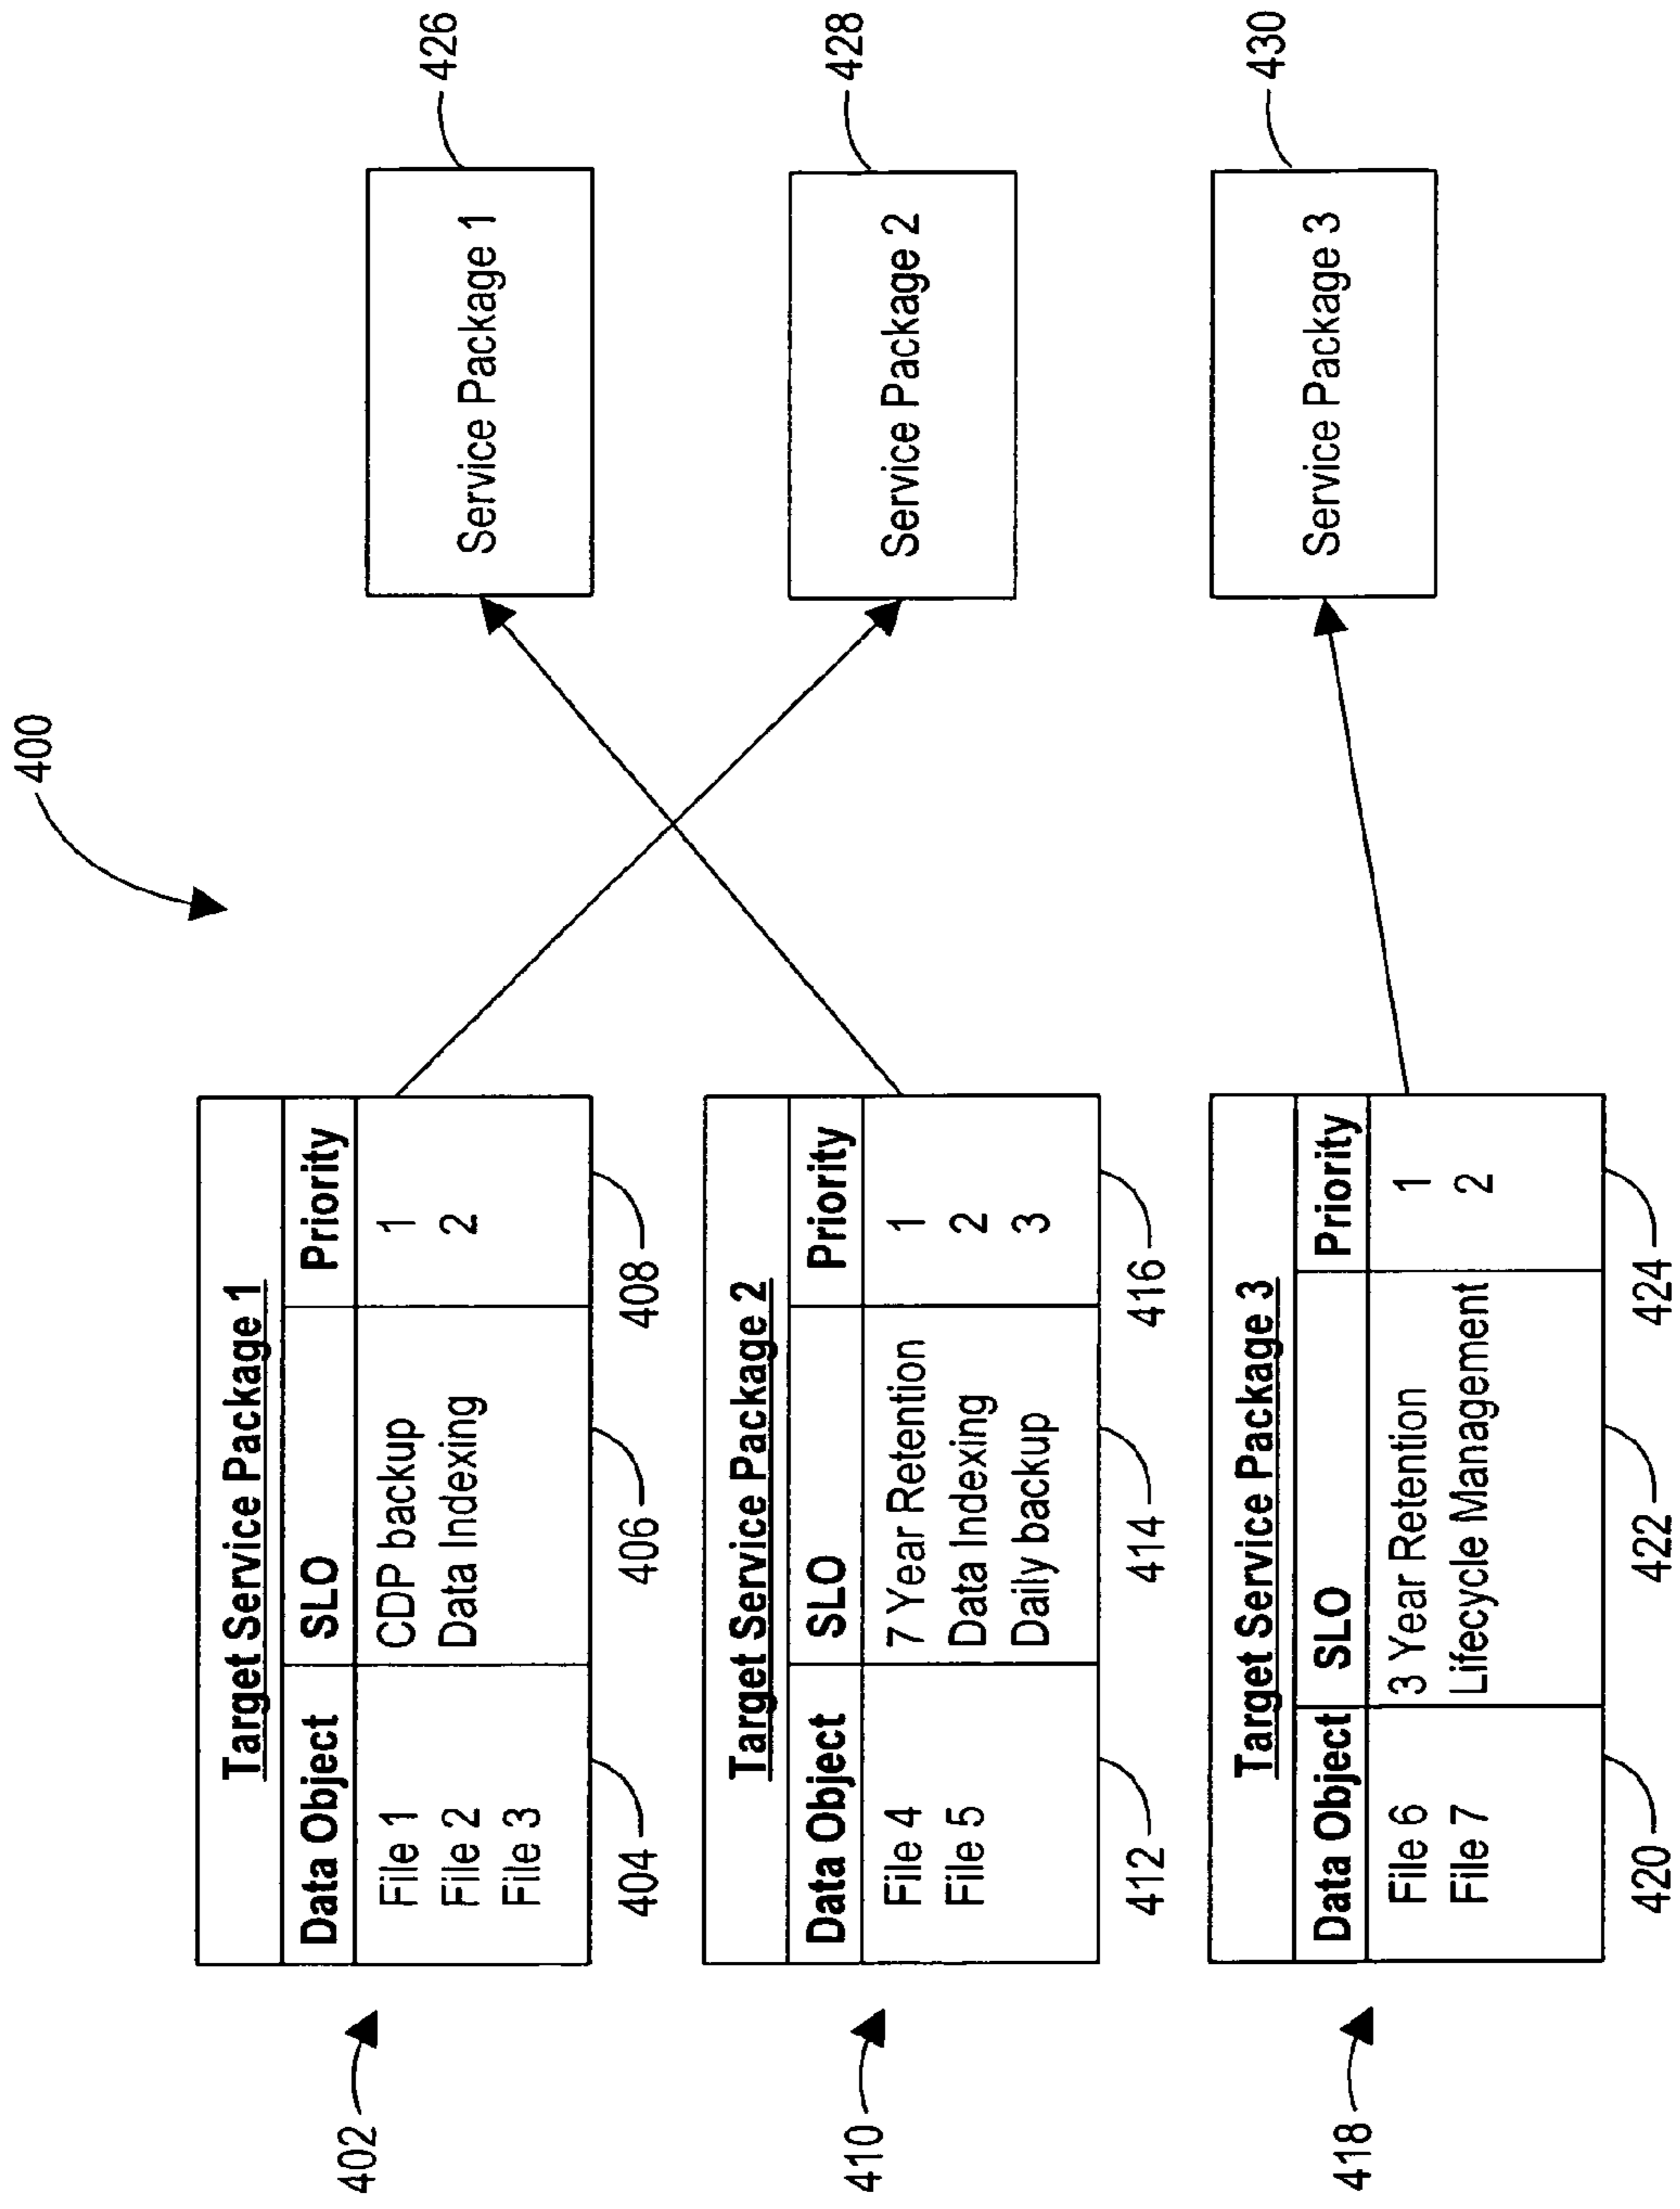 400
402
Target Service Package 1
Data Object SLO Priority
File 1 CDP backup 1
File 2 Data Indexing 2
File 3
404 406 408
410
Target Service Package 2
Data Object SLO Priority
File 4 7 Year Retention 1
File 5 Data Indexing 2
Daily backup 3
412 414 416
418
Target Service Package 3
Data Object SLO Priority
File 6 3 Year Retention 1
File 7 Lifecycle Management 2
420 422 424
Service Package 1
426
Service Package 2
428
Service Package 3
430